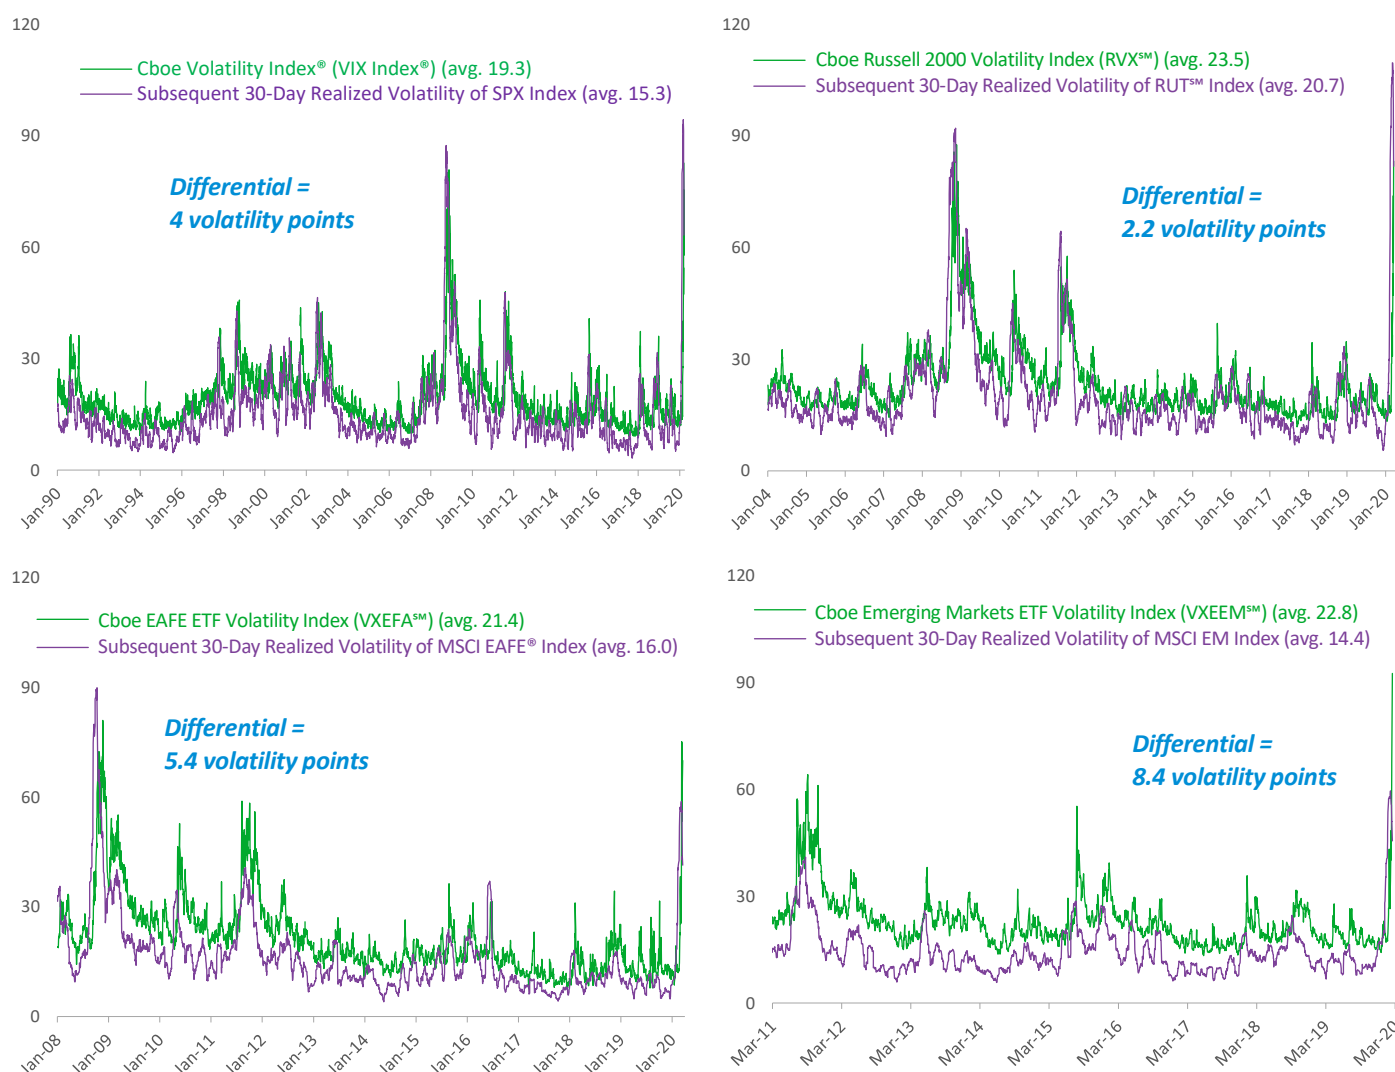 120
Cboe Volatility Index® (VIX Index®) (avg. 19.3)
Subsequent 30-Day Realized Volatility of SPX Index (avg. 15.3)
90
Differential =
4 volatility points
60
30
0
Jan-90
Jan-92
Jan-94
Jan-96
Jan-98
Jan-00
Jan-02
Jan-04
Jan-06
Jan-08
Jan-10
Jan-12
Jan-14
Jan-16
Jan-18
Jan-20
120
Cboe Russell 2000 Volatility Index (RVX℠) (avg. 23.5)
Subsequent 30-Day Realized Volatility of RUT℠ Index (avg. 20.7)
90
Differential =
2.2 volatility points
60
30
0
Jan-04
Jan-05
Jan-06
Jan-07
Jan-08
Jan-09
Jan-10
Jan-11
Jan-12
Jan-13
Jan-14
Jan-15
Jan-16
Jan-17
Jan-18
Jan-19
Jan-20
120
Cboe EAFE ETF Volatility Index (VXEFA℠) (avg. 21.4)
Subsequent 30-Day Realized Volatility of MSCI EAFE® Index (avg. 16.0)
90
Differential =
5.4 volatility points
60
30
0
Jan-08
Jan-09
Jan-10
Jan-11
Jan-12
Jan-13
Jan-14
Jan-15
Jan-16
Jan-17
Jan-18
Jan-19
Jan-20
120
Cboe Emerging Markets ETF Volatility Index (VXEEM℠) (avg. 22.8)
Subsequent 30-Day Realized Volatility of MSCI EM Index (avg. 14.4)
90
Differential =
8.4 volatility points
60
30
0
Mar-11
Mar-12
Mar-13
Mar-14
Mar-15
Mar-16
Mar-17
Mar-18
Mar-19
Mar-20